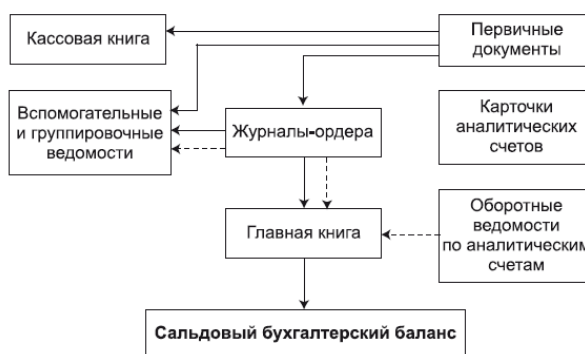 Кассовая книга
Первичные
документы
Вспомогательные
и группировочные
ведомости
Журналы-ордера
Карточки
аналитических
счетов
Главная книга
Оборотные
ведомости
по аналитическим
счетам
Сальдовый бухгалтерский баланс